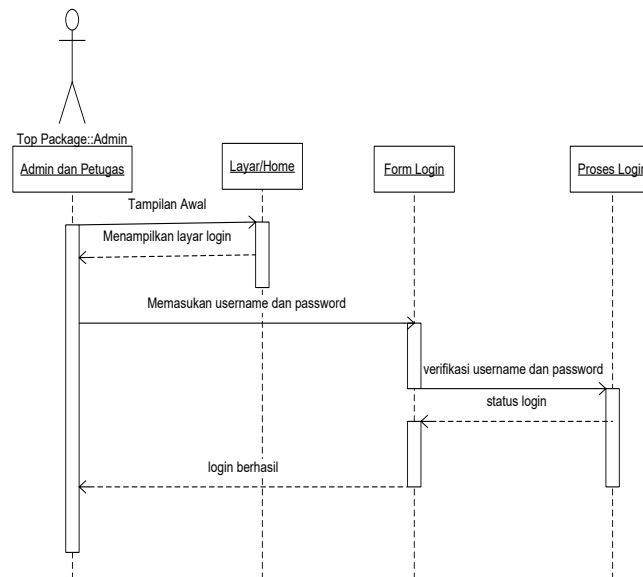 Top Package::Admin
Admin dan Petugas
Layar/Home
Form Login
Proses Login
Tampilan Awal
Menampilkan layar login
Memasukan username dan password
verifikasi username dan password
status login
login berhasil